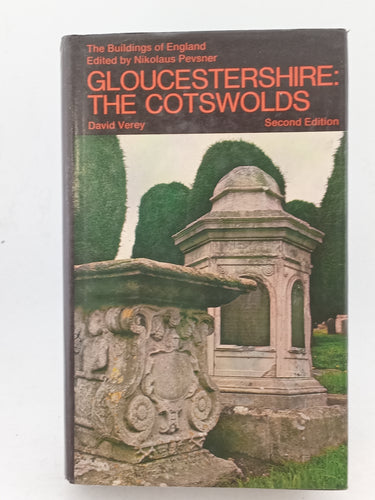 The Buildings of England
Edited by Nikolaus Pevsner
GLOUCESTERSHIRE:
THE COTSWOLDS
David Verey Second Edition